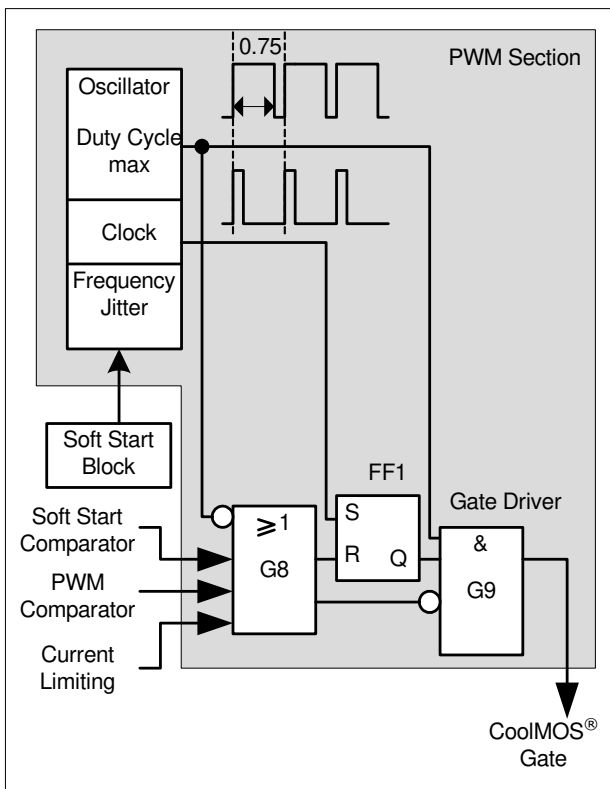 0.75
PWM Section
Oscillator
Duty Cycle
max
Clock
Frequency
Jitter
Soft Start
Block
FF1
Gate Driver
Soft Start
Comparator
PWM
Comparator
Current
Limiting
⩾1
G8
S
R
Q
&
G9
CoolMOS®
Gate